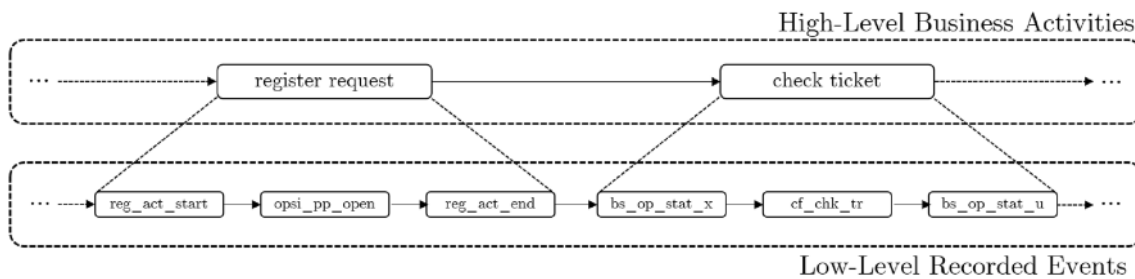 High-Level Business Activities
... register request check ticket ...
... reg_act_start opsi_pp_open reg_act_end bs_op_stat_x cf_chk_tr bs_op_stat_u ...
Low-Level Recorded Events